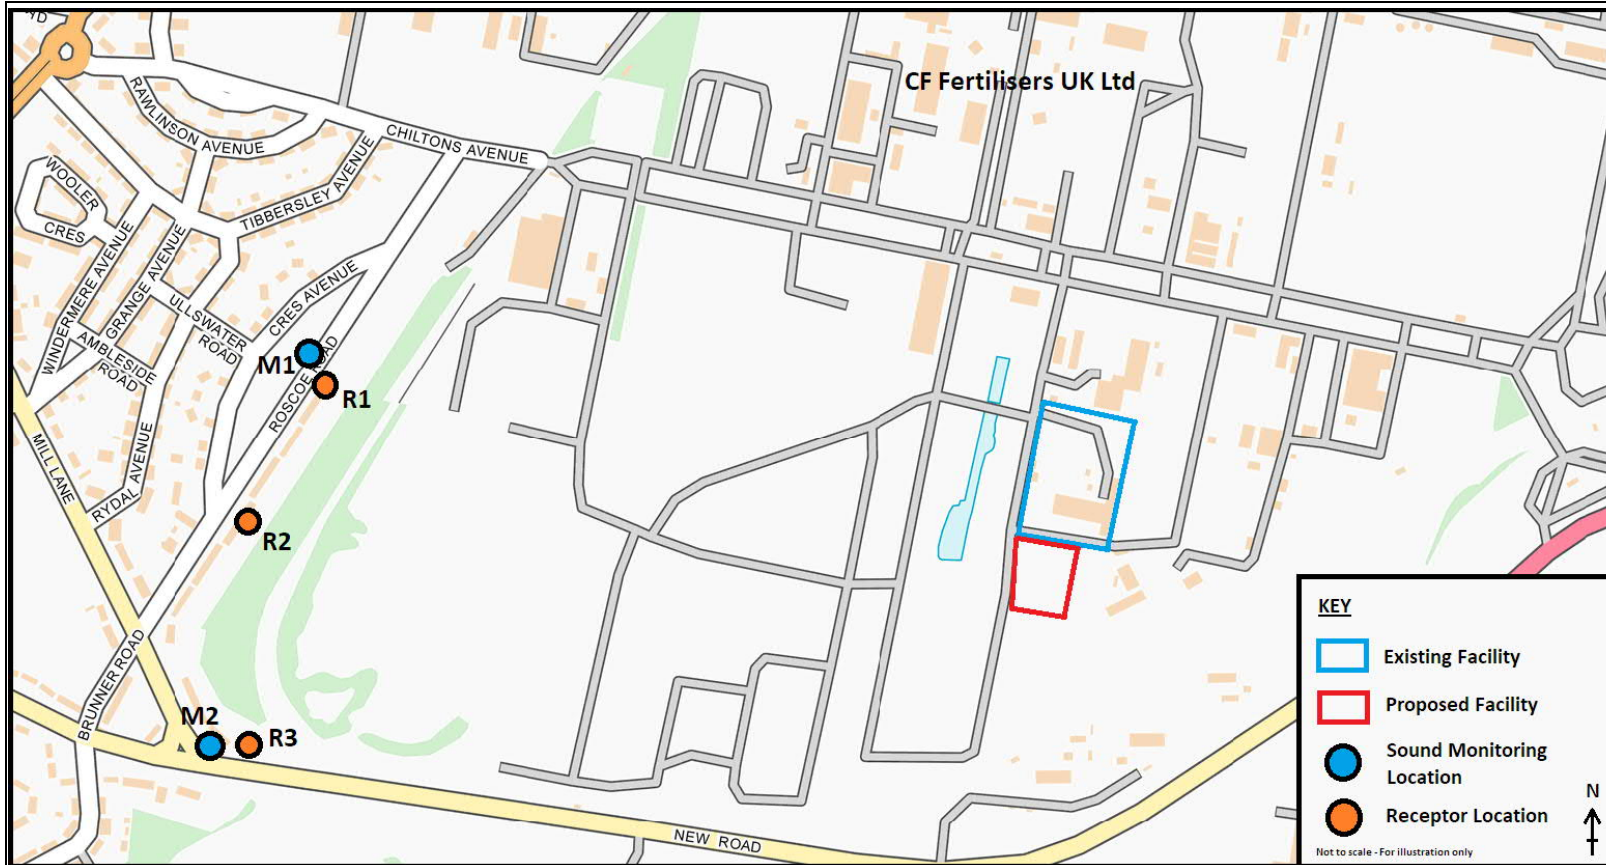 AD
CF Fertilisers UK Ltd
RAWLINSON AVENUE
CHILTONS AVENUE
WOOLER
CRES
TIBBERSLEY AVENUE
WINDERMERE AVENUE
GRANGE AVENUE
CRES AVENUE
ULLSWATER
ROAD
AMBLESIDE
ROAD
M1
ROSCOE ROAD
R1
MILL LANE
RYDAL AVENUE
R2
BRUNNER ROAD
M2
R3
NEW ROAD
KEY
Existing Facility
Proposed Facility
Sound Monitoring
Location
Receptor Location
N
Not to scale - For illustration only